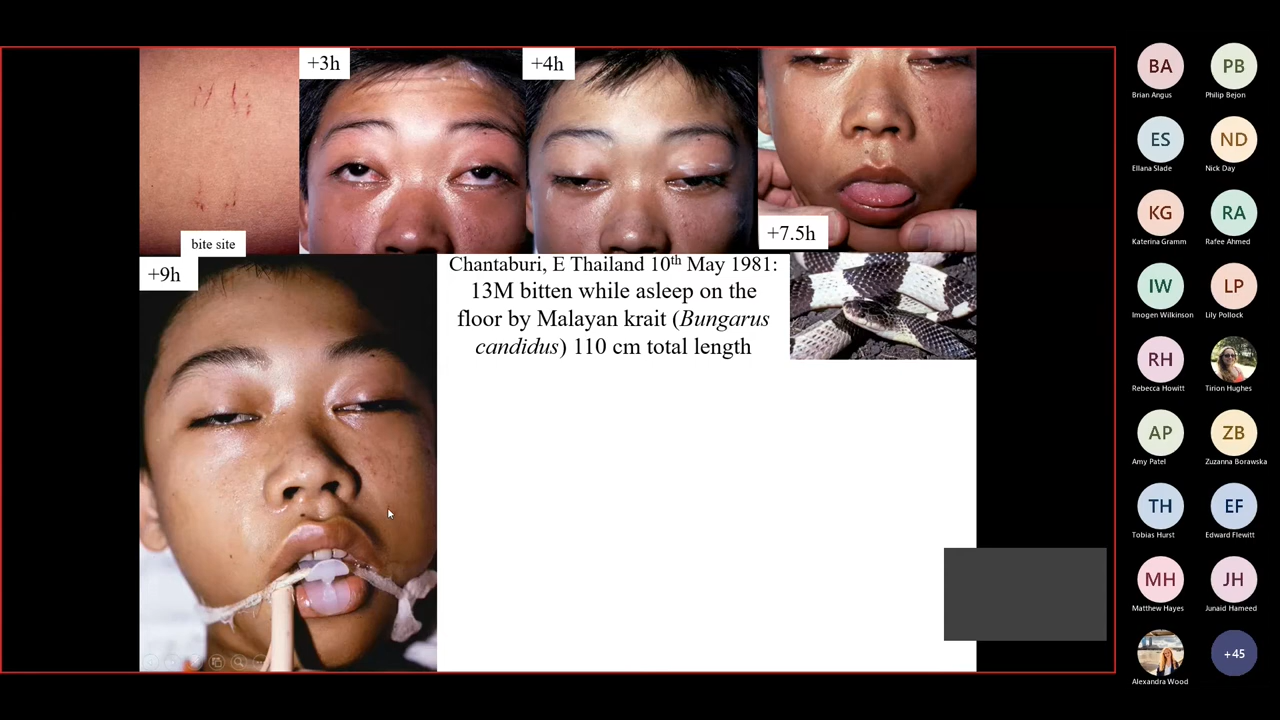 +3h
+4h
+7.5h
bite site
+9h
Chantaburi, E Thailand 10th May 1981:
13M bitten while asleep on the
floor by Malayan krait (Bungarus
candidus) 110 cm total length
BA
Brian Angus
PB
Philip Bejon
ES
Ellana Slade
ND
Nick Day
KG
Katerina Gramm
RA
Rafee Ahmed
IW
Imogen Wilkinson
LP
Lily Pollock
RH
Rebecca Howitt
Tirion Hughes
AP
Amy Patel
ZB
Zuzanna Borawska
TH
Tobias Hurst
EF
Edward Flewitt
MH
Matthew Hayes
JH
Junaid Hameed
Alexandra Wood
+45